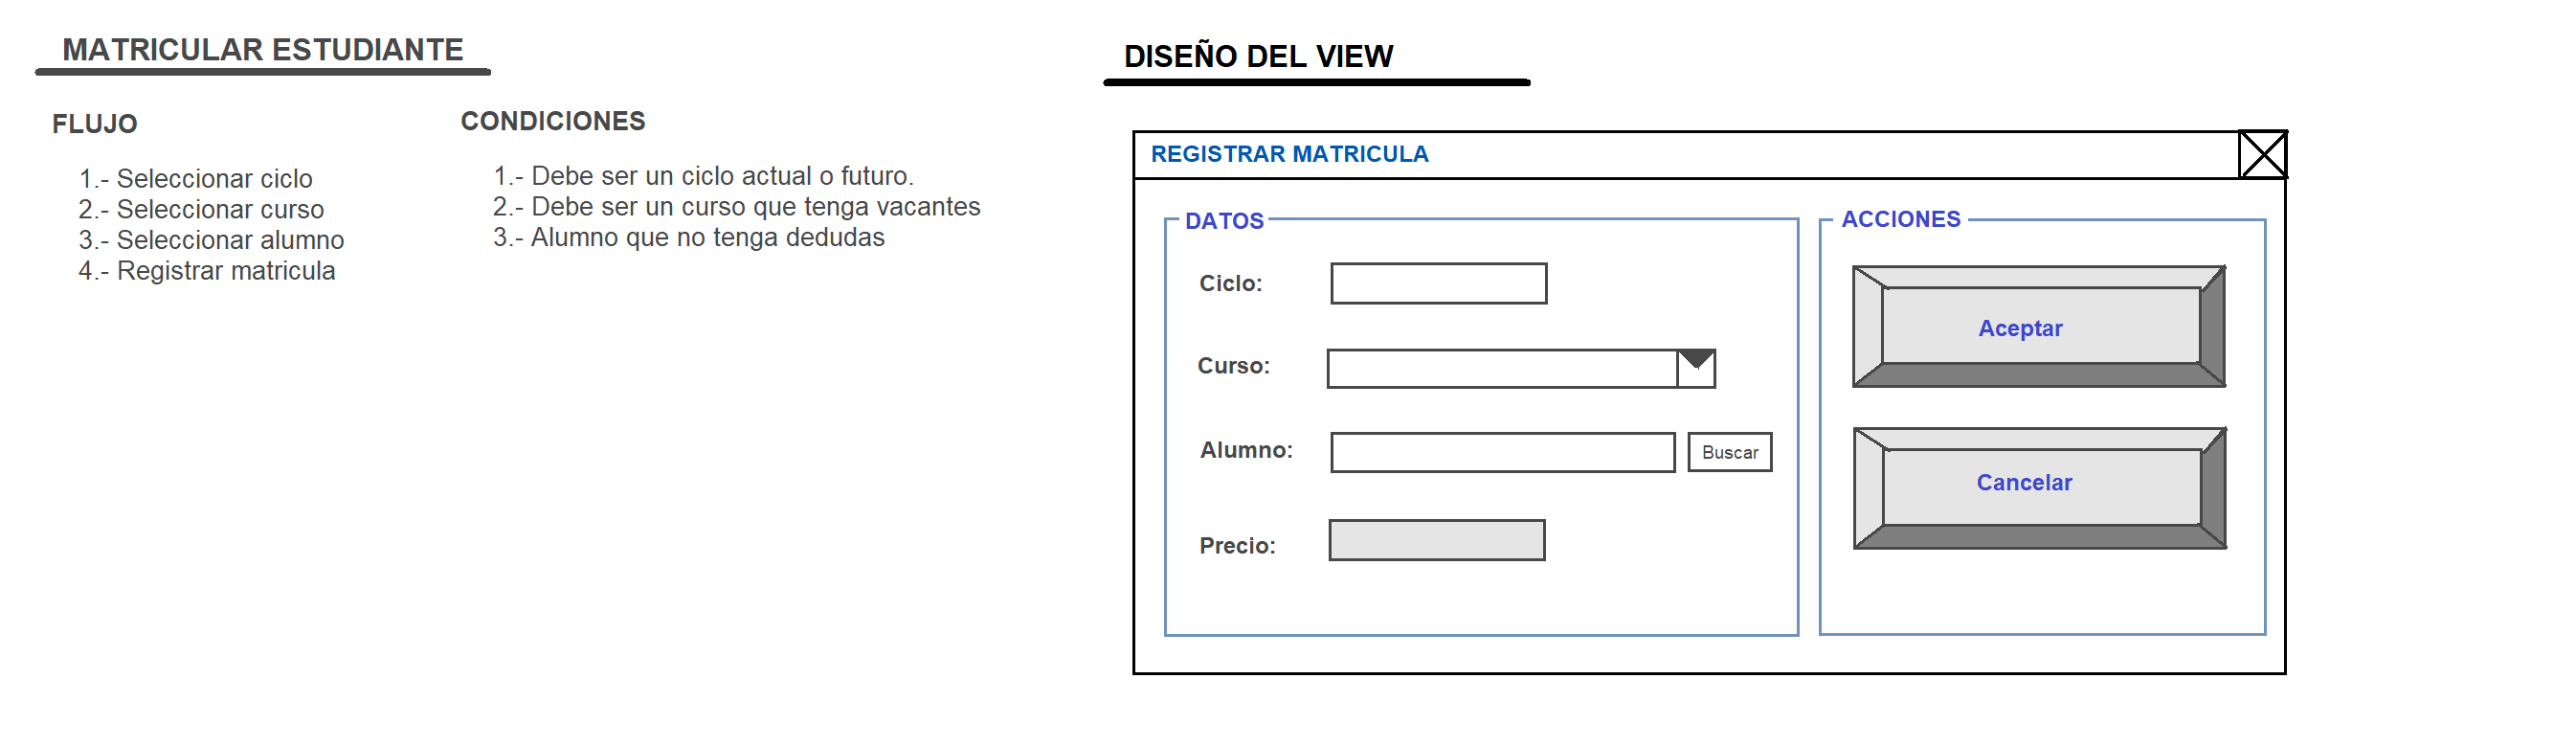 MATRICULAR ESTUDIANTE
FLUJO
1.- Seleccionar ciclo
2.- Seleccionar curso
3.- Seleccionar alumno
4.- Registrar matricula
CONDICIONES
1.- Debe ser un ciclo actual o futuro.
2.- Debe ser un curso que tenga vacantes
3.- Alumno que no tenga dedudas
DISEÑO DEL VIEW
REGISTRAR MATRICULA
DATOS
Ciclo:
Curso:
Alumno:
Buscar
Precio:
ACCIONES
Aceptar
Cancelar